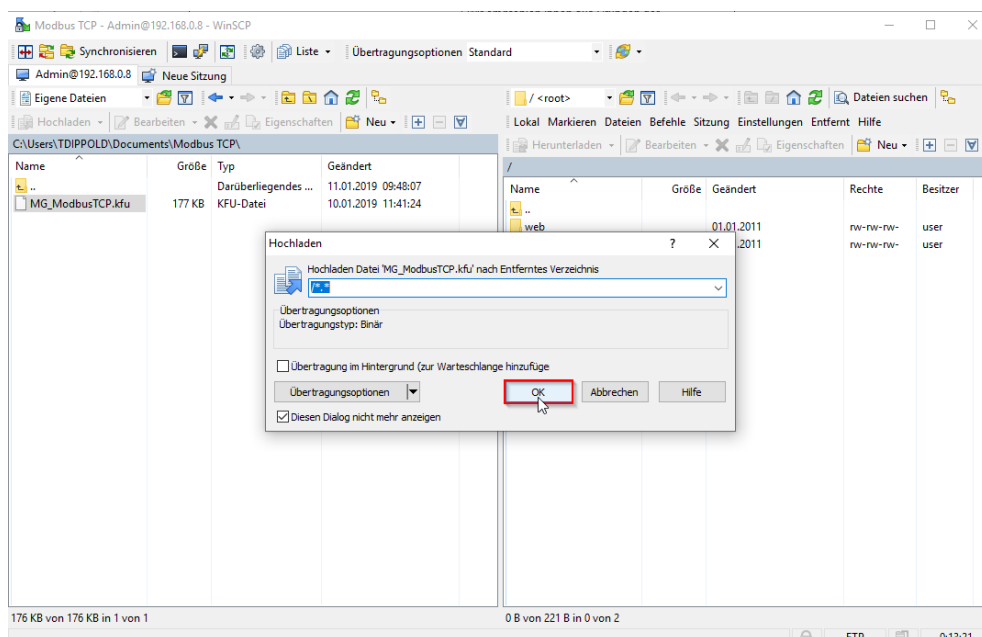 Modbus TCP - Admin@192.168.0.8 - WinSCP
Synchronisieren Liste Übertragungsoptionen Standard
Admin@192.168.0.8 Neue Sitzung
Eigene Dateien
/ <root> Dateien suchen
Hochladen Bearbeiten Eigenschaften Neu
Lokal Markieren Dateien Befehle Sitzung Einstellungen Entfernt Hilfe
Herunterladen Bearbeiten Eigenschaften Neu
C:\Users\TDIPPOLD\Documents\Modbus TCP\
Name Größe Typ Geändert
/
.. Darüberliegendes ... 11.01.2019 09:48:07
Name Größe Geändert Rechte Besitzer
MG_ModbusTCP.kfu 177 KB KFU-Datei 10.01.2019 11:41:24
..
web 01.01.2011 rw-rw-rw- user
.2011 rw-rw-rw- user
Hochladen ? X
Hochladen Datei 'MG_ModbusTCP.kfu' nach Entferntes Verzeichnis
/*.*
Übertragungsoptionen
Übertragungstyp: Binär
Übertragung im Hintergrund (zur Warteschlange hinzufüge
Übertragungsoptionen OK Abbrechen Hilfe
Diesen Dialog nicht mehr anzeigen
176 KB von 176 KB in 1 von 1
0 B von 221 B in 0 von 2